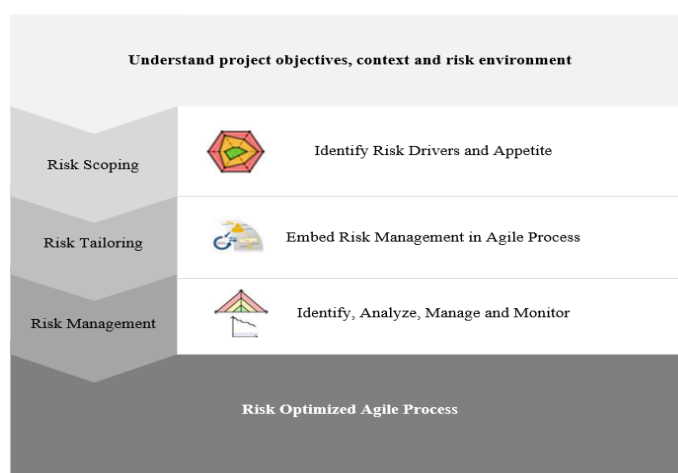 Understand project objectives, context and risk environment
Risk Scoping
Identify Risk Drivers and Appetite
Risk Tailoring
Embed Risk Management in Agile Process
Risk Management
Identify, Analyze, Manage and Monitor
Risk Optimized Agile Process